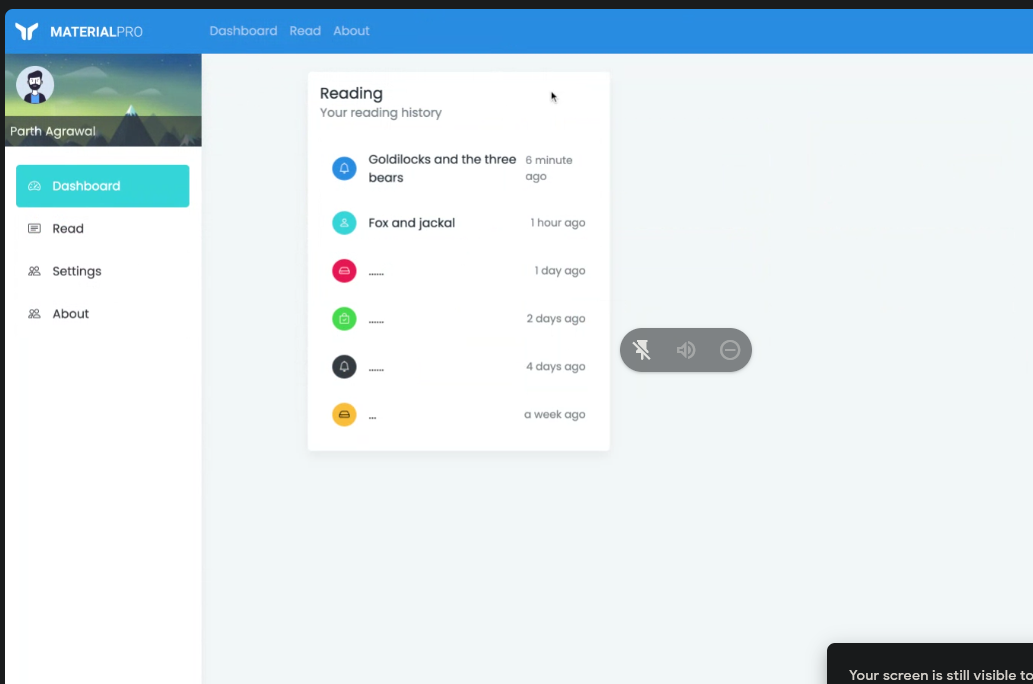 MATERIALPRO
Dashboard Read About
Parth Agrawal
Dashboard
Read
Settings
About
Reading
Your reading history
Goldilocks and the three
bears
6 minute
ago
Fox and jackal
1 hour ago
......
1 day ago
......
2 days ago
......
4 days ago
...
a week ago
Your screen is still visible to